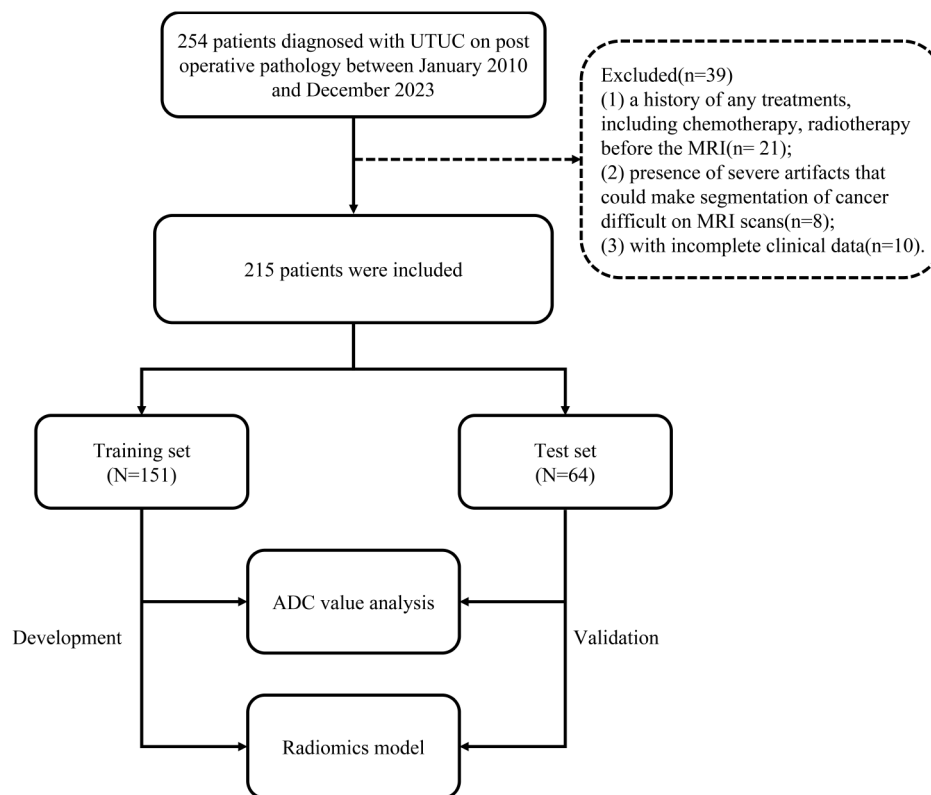 254 patients diagnosed with UTUC on post
operative pathology between January 2010
and December 2023
Excluded(n=39)
(1) a history of any treatments,
including chemotherapy, radiotherapy
before the MRI(n= 21);
(2) presence of severe artifacts that
could make segmentation of cancer
difficult on MRI scans(n=8);
(3) with incomplete clinical data(n=10).
215 patients were included
Training set
(N=151)
Test set
(N=64)
ADC value analysis
Development
Validation
Radiomics model